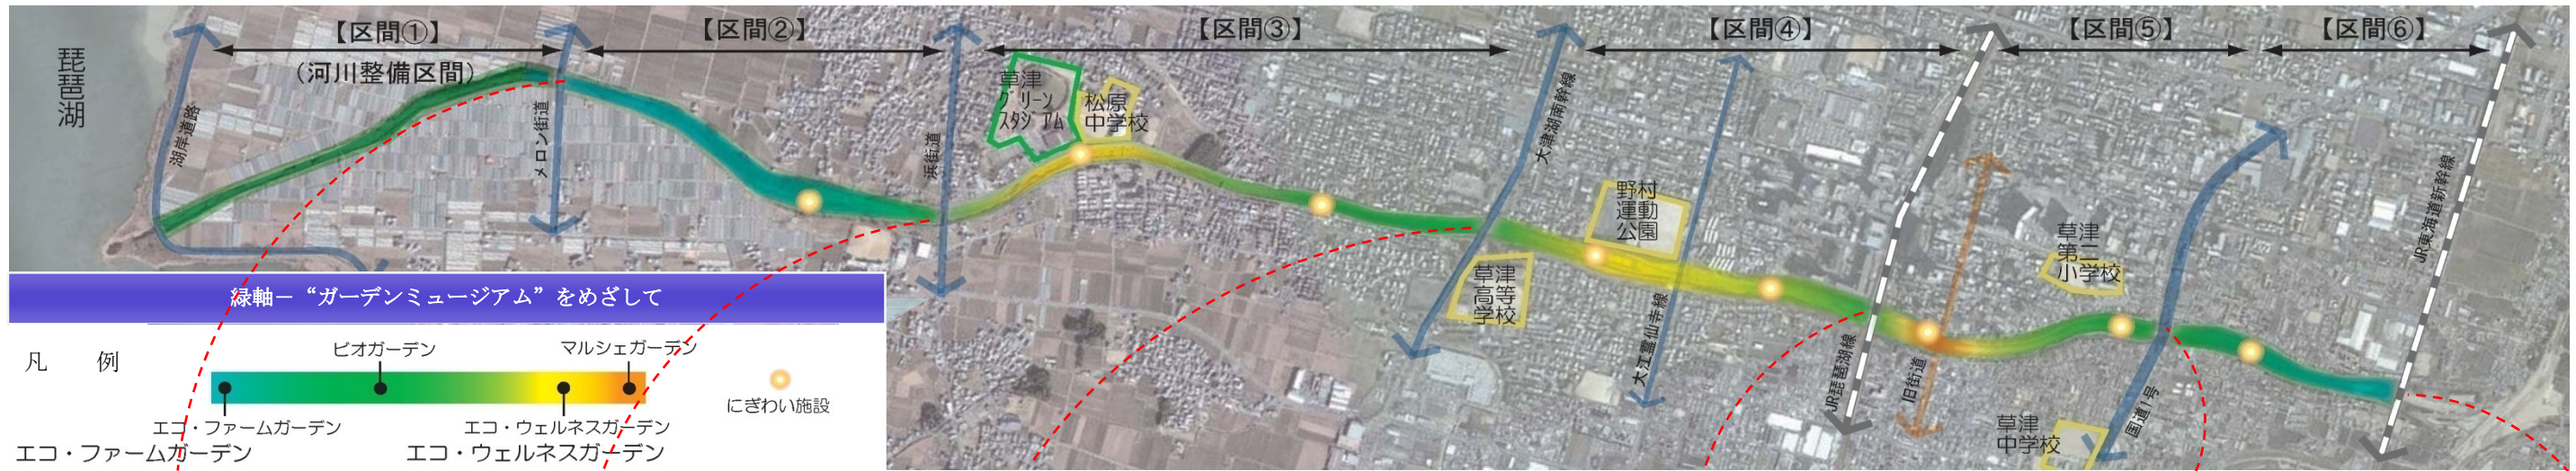 【区間①】
(河川整備区間)
【区間②】
【区間③】
【区間④】
【区間⑤】
【区間⑥】
琵琶湖
湖岸道路
メロン街道
浜街道
草津
グリーン
スタジアム
松原
中学校
大津湖南幹線
野村
運動
公園
草津
高等
学校
大江霊仙寺線
JR琵琶湖線
旧街道
草津
第二
小学校
草津
中学校
国道1号
JR東海道新幹線
緑軸－“ガーデンミュージアム”をめざして
凡 例
ビオガーデン
マルシェガーデン
エコ・ファームガーデン
エコ・ウェルネスガーデン
にぎわい施設
エコ・ファームガーデン
エコ・ウェルネスガーデン